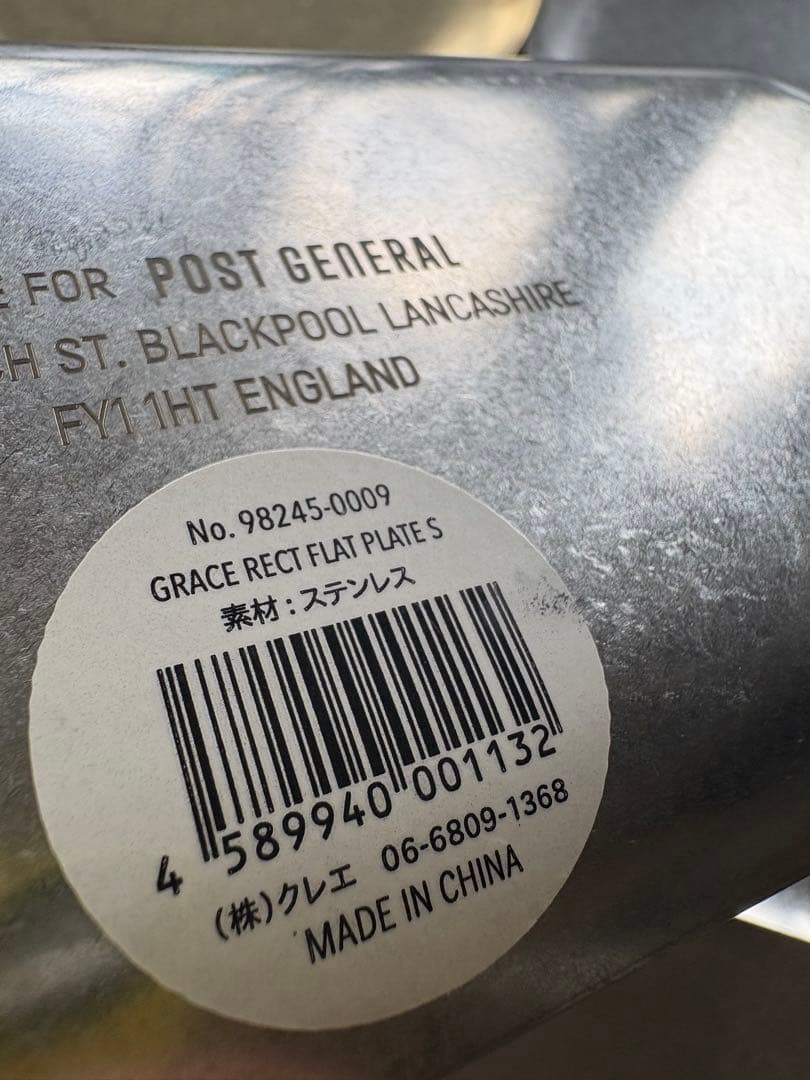 FOR POST GENERAL
ST. BLACKPOOL LANCASHIRE
FY1 1HT ENGLAND
No. 98245-0009
GRACE RECT FLAT PLATE S
素材 : ステンレス
4 589940 001132
(株)クレエ 06-6809-1368
MADE IN CHINA